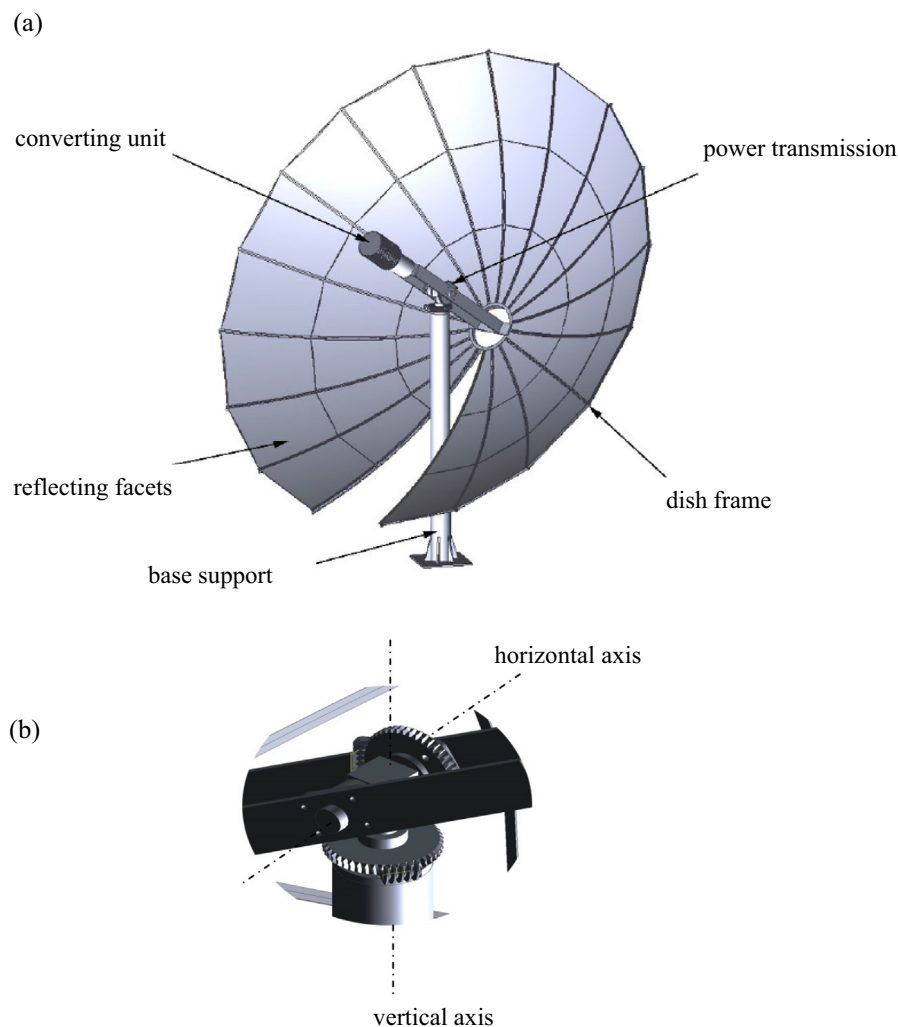 (a)
converting unit
power transmission
reflecting facets
dish frame
base support
horizontal axis
(b)
vertical axis